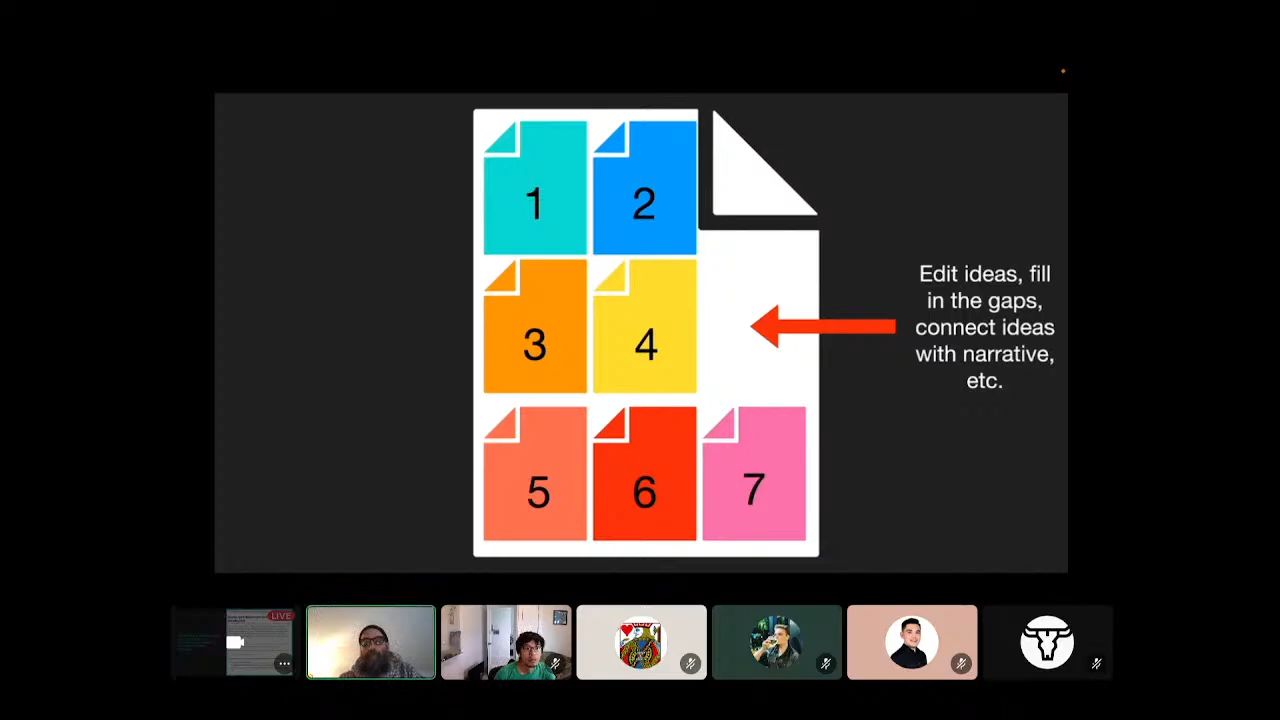 1 2
3 4
Edit ideas, fill
in the gaps,
connect ideas
with narrative,
etc.
5 6 7
LIVE